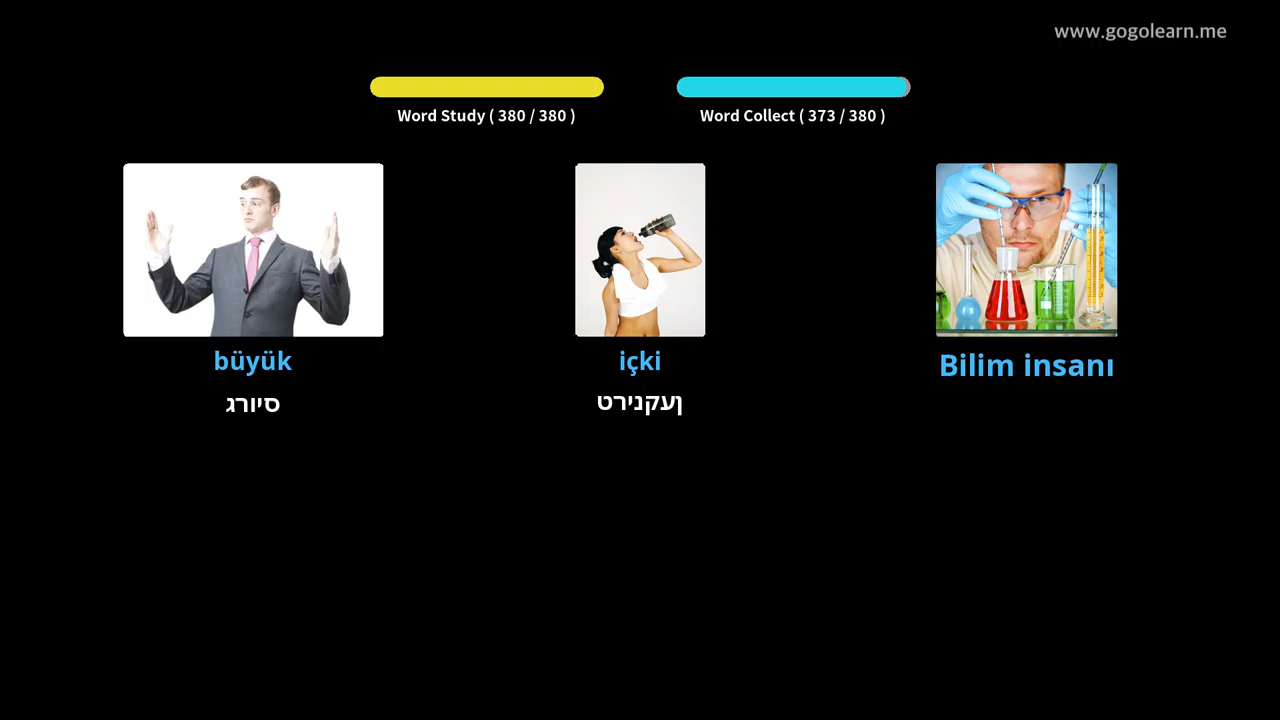 www.gogolearn.me
Word Study ( 380 / 380 )
Word Collect ( 373 / 380 )
büyük
סיורג
içki
ןעקנירט
Bilim insanı